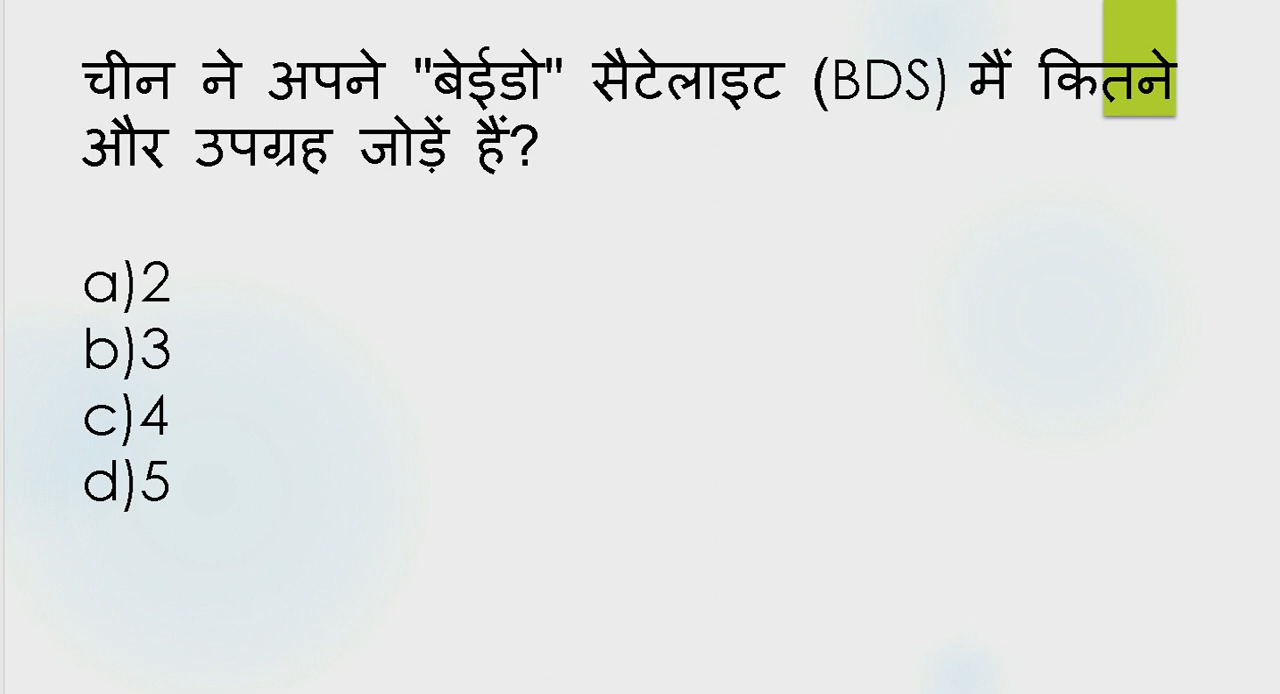 चीन ने अपने "बेईडो" सैटेलाइट (BDS) मैं कितने
और उपग्रह जोड़ें हैं?
a)2
b)3
c)4
d)5